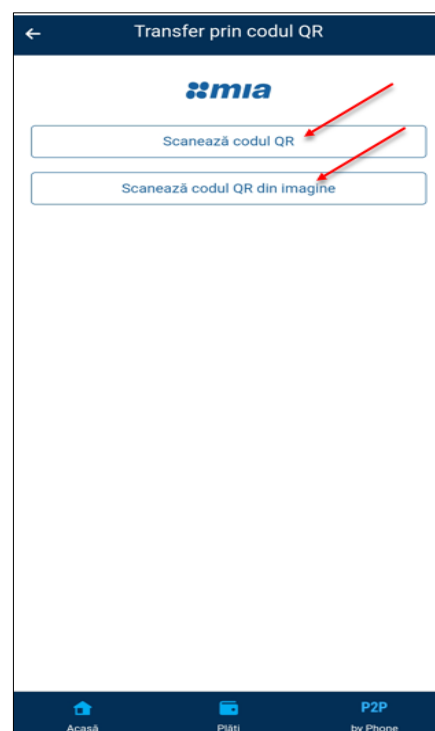 Transfer prin codul QR
mia
Scanează codul QR
Scanează codul QR din imagine
P2P
Acasă Plăți by Phone